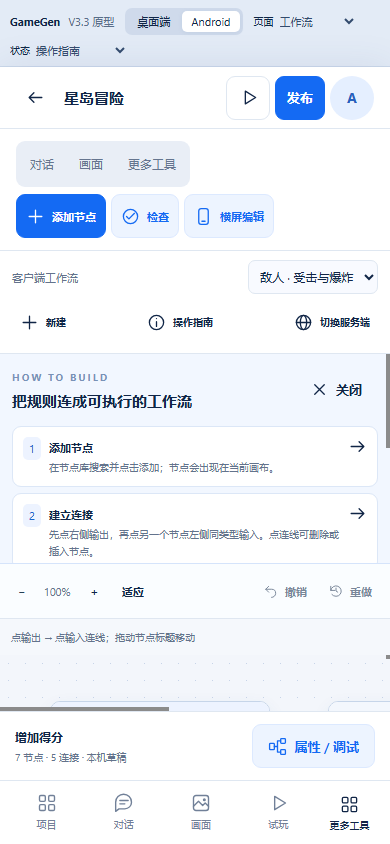 GameGen V3.3 原型 桌面端 Android 页面 工作流
状态 操作指南
星岛冒险 发布 A
对话 画面 更多工具
添加节点 检查 横屏编辑
客户端工作流 敌人 · 受击与爆炸
新建 操作指南 切换服务端
HOW TO BUILD
把规则连成可执行的工作流 关闭
1 添加节点
在节点库搜索并点击添加；节点会出现在当前画布。
2 建立连接
先点右侧输出，再点另一个节点左侧同类型输入。点连线可删除或
插入节点。
− 100% + 适应 撤销 重做
点输出 → 点输入连线；拖动节点标题移动
增加得分
7 节点 · 5 连接 · 本机草稿
属性 / 调试
项目 对话 画面 试玩 更多工具